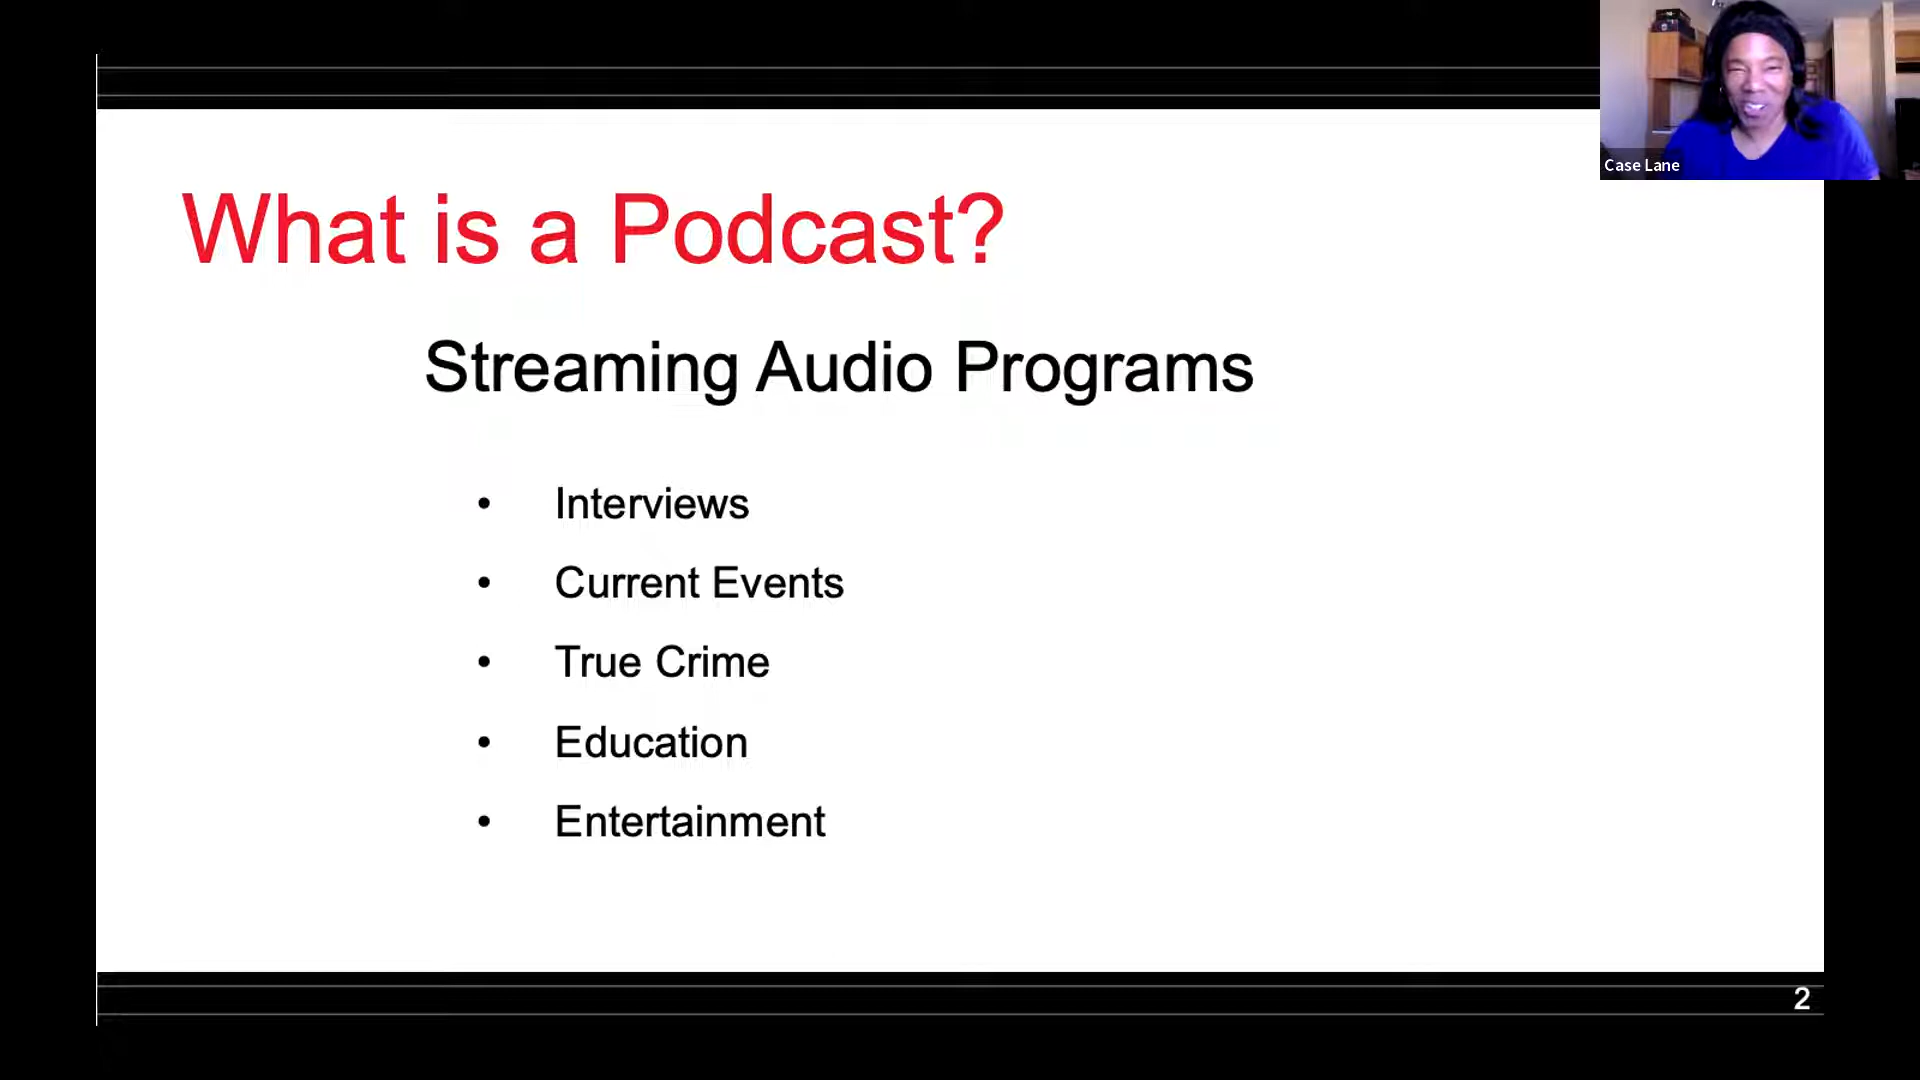 What is a Podcast?
Streaming Audio Programs
• Interviews
• Current Events
• True Crime
• Education
• Entertainment
Case Lane
2